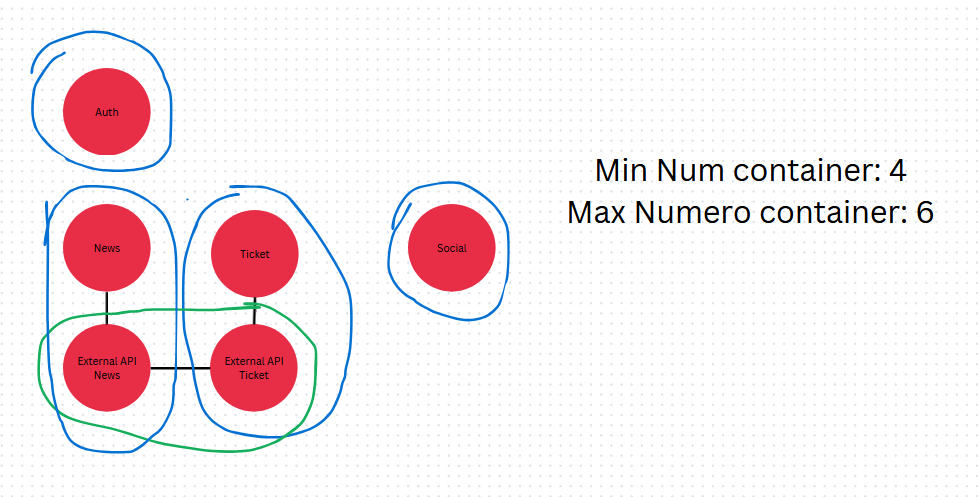 Auth
Min Num container: 4
Max Numero container: 6
News
Ticket
Social
External API
News
External API
Ticket